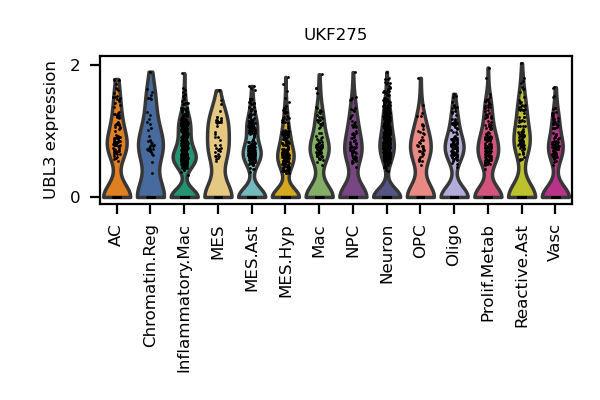 UKF275
UBL3 expression
2
0
AC
Chromatin.Reg
Inflammatory.Mac
MES
MES.Ast
MES.Hyp
Mac
NPC
Neuron
OPC
Oligo
Prolif.Metab
Reactive.Ast
Vasc